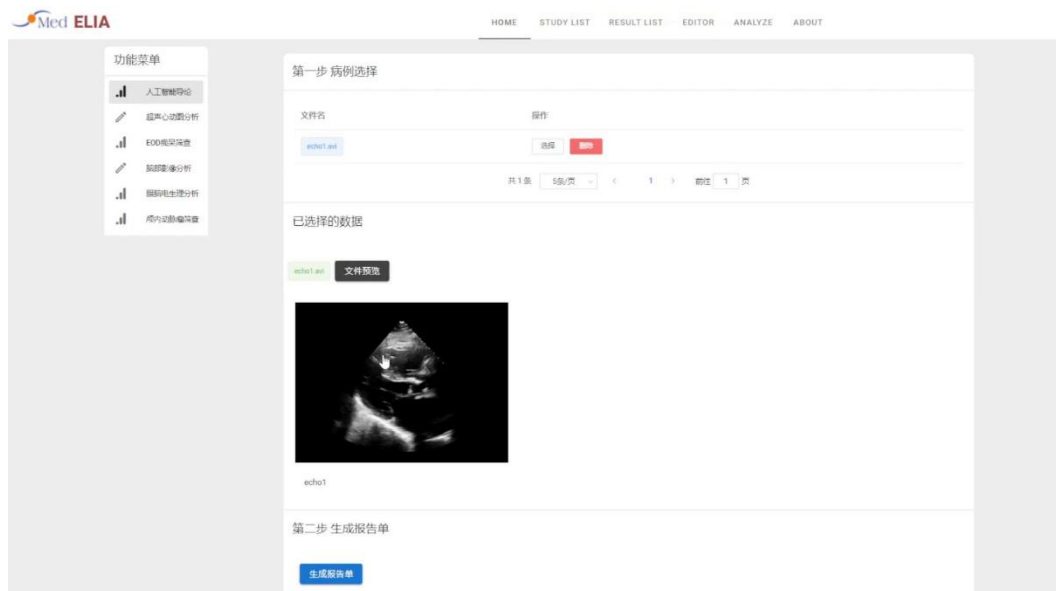 Med ELIA
HOME STUDY LIST RESULT LIST EDITOR ANALYZE ABOUT
功能菜单
人工智能导论
超声心动图分析
EOD痴呆筛查
脑部影像分析
眼脑电生理分析
颅内动脉瘤筛查
第一步 病例选择
文件名 操作
echo1.avi 选择 删除
共 1 条 5条/页 1 前往 1 页
已选择的数据
echo1.avi 文件预览
echo1
第二步 生成报告单
生成报告单